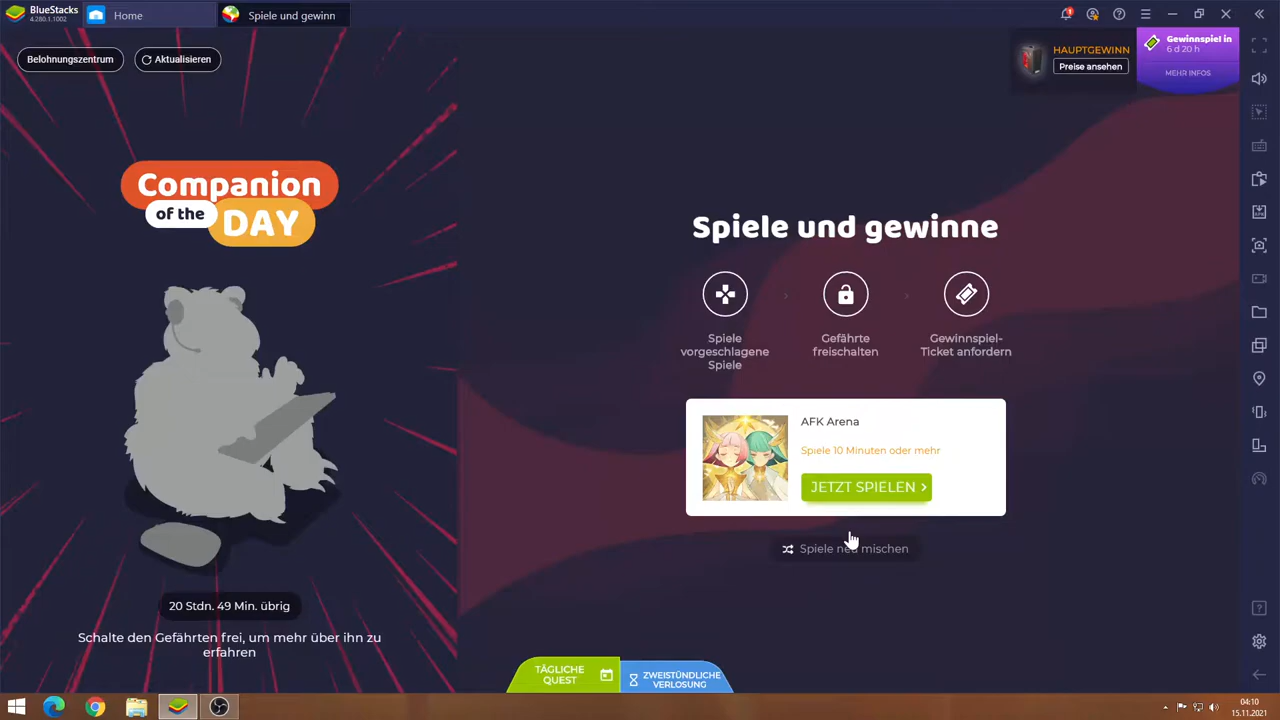 BlueStacks
4.280.1.1002
Home
Spiele und gewinn
Belohnungszentrum
Aktualisieren
HAUPTGEWINN
Preise ansehen
Gewinnspiel in
6 d 20 h
MEHR INFOS
Companion
of the DAY
20 Stdn. 49 Min. übrig
Schalte den Gefährten frei, um mehr über ihn zu
erfahren
Spiele und gewinne
Spiele
vorgeschlagene
Spiele
Gefährte
freischalten
Gewinnspiel-
Ticket anfordern
AFK Arena
Spiele 10 Minuten oder mehr
JETZT SPIELEN
Spiele neu mischen
TÄGLICHE
QUEST
ZWEISTÜNDLICHE
VERLOSUNG
04:10
15.11.2021